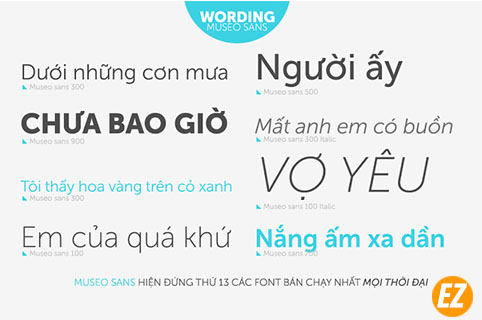 WORDING
MUSEO SANS
Dưới những cơn mưa
Museo sans 300
Người ấy
Museo sans 500
CHƯA BAO GIỜ
Museo sans 900
Mất anh em có buồn
Museo sans 300 Italic
Tôi thấy hoa vàng trên cỏ xanh
Museo sans 300
VỢ YÊU
Museo sans 100 Italic
Em của quá khứ
Museo sans 100
Nắng ấm xa dần
Museo sans 700
MUSEO SANS HIỆN ĐỨNG THỨ 13 CÁC FONT BÁN CHẠY NHẤT MỌI THỜI ĐẠI
EZ